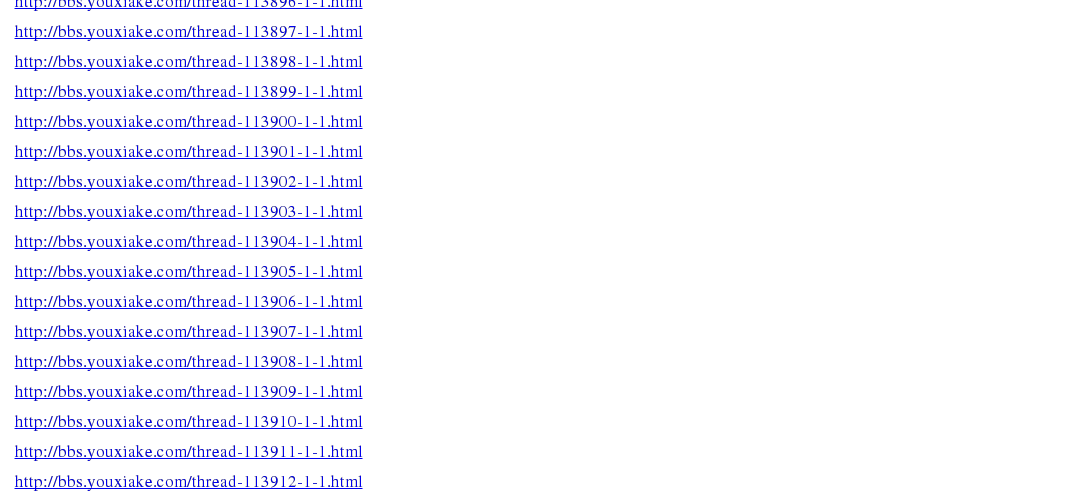 http://bbs.youxiake.com/thread-113896-1-1.html
http://bbs.youxiake.com/thread-113897-1-1.html
http://bbs.youxiake.com/thread-113898-1-1.html
http://bbs.youxiake.com/thread-113899-1-1.html
http://bbs.youxiake.com/thread-113900-1-1.html
http://bbs.youxiake.com/thread-113901-1-1.html
http://bbs.youxiake.com/thread-113902-1-1.html
http://bbs.youxiake.com/thread-113903-1-1.html
http://bbs.youxiake.com/thread-113904-1-1.html
http://bbs.youxiake.com/thread-113905-1-1.html
http://bbs.youxiake.com/thread-113906-1-1.html
http://bbs.youxiake.com/thread-113907-1-1.html
http://bbs.youxiake.com/thread-113908-1-1.html
http://bbs.youxiake.com/thread-113909-1-1.html
http://bbs.youxiake.com/thread-113910-1-1.html
http://bbs.youxiake.com/thread-113911-1-1.html
http://bbs.youxiake.com/thread-113912-1-1.html